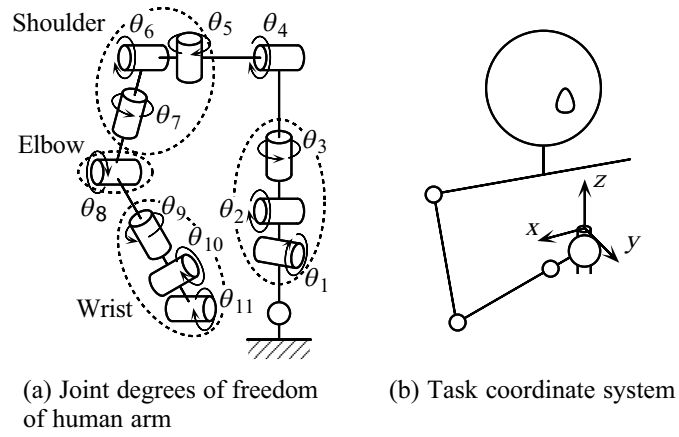 Shoulder
θ6
θ5
θ4
θ7
θ3
Elbow
θ8
θ9
θ2
θ10
θ1
Wrist
θ11
z
x
y
(a) Joint degrees of freedom
of human arm
(b) Task coordinate system